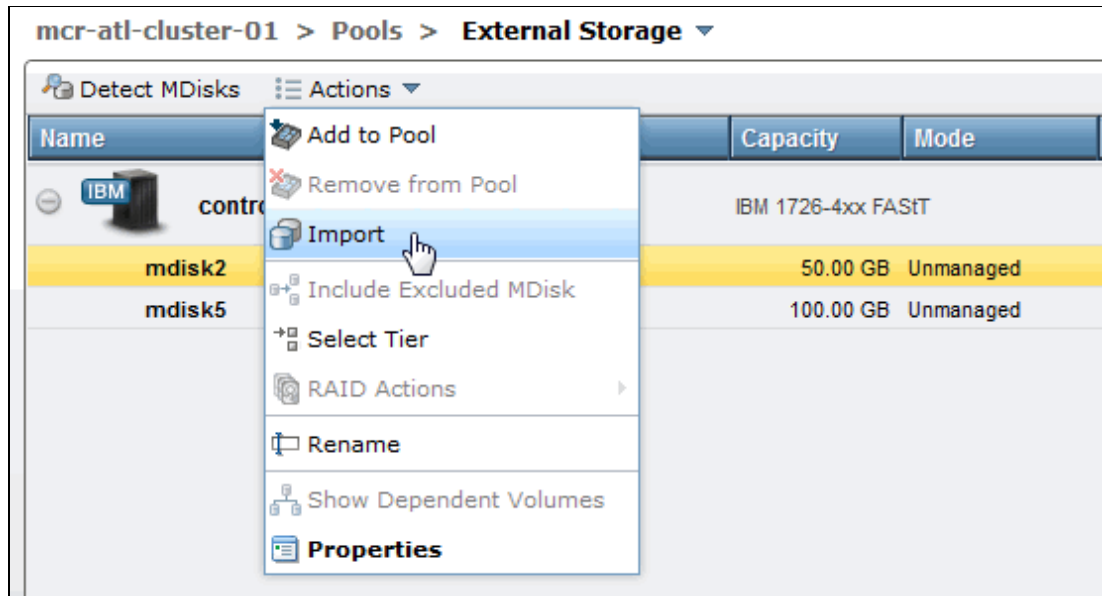 mcr-atl-cluster-01 > Pools > External Storage
Detect MDisks Actions
Name Capacity Mode
Add to Pool
Remove from Pool
IBM contro IBM 1726-4xx FAStT
Import
mdisk2 50.00 GB Unmanaged
Include Excluded MDisk
mdisk5 100.00 GB Unmanaged
Select Tier
RAID Actions
Rename
Show Dependent Volumes
Properties